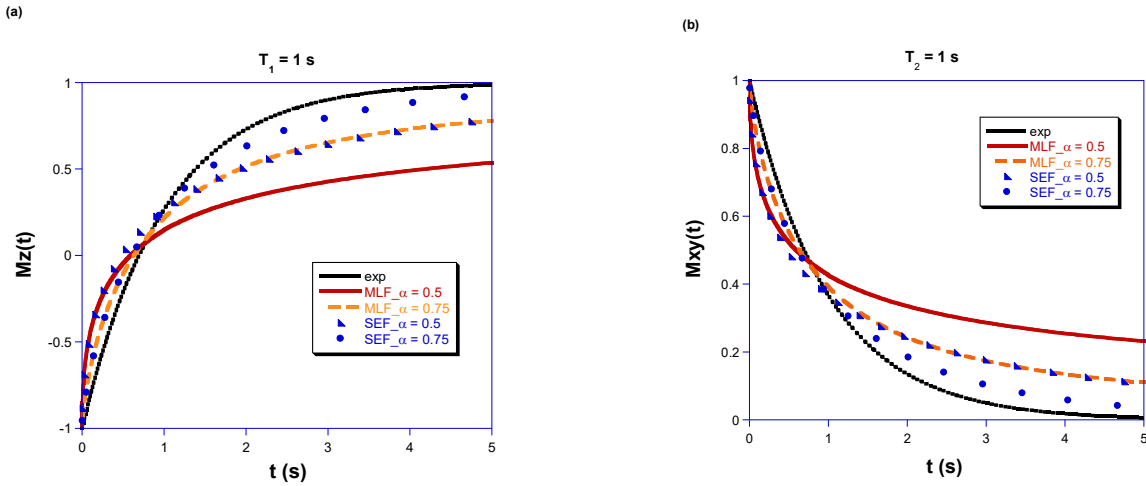 (a)
T1 = 1 s
Mz(t)
1
0.5
0
-0.5
-1
exp
MLF_α = 0.5
MLF_α = 0.75
SEF_α = 0.5
SEF_α = 0.75
0 1 2 3 4 5
t (s)
(b)
T2 = 1 s
Mxy(t)
1
0.8
0.6
0.4
0.2
0
exp
MLF_α = 0.5
MLF_α = 0.75
SEF_α = 0.5
SEF_α = 0.75
0 1 2 3 4 5
t (s)